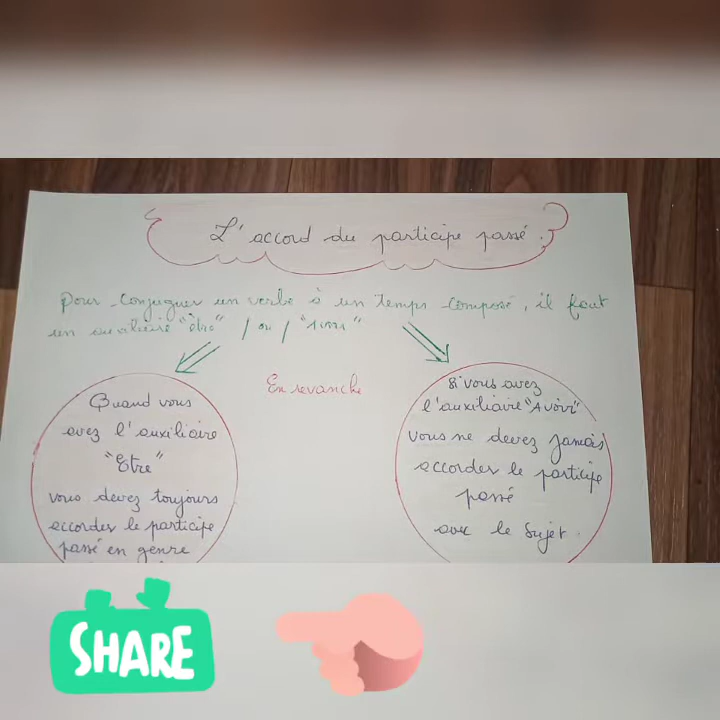 L'accord du participe passé.
Pour conjuguer un verbe à un temps composé, il faut
un auxiliaire "être" / ou / "Avoir"
En revanche
Quand vous
avez l'auxiliaire
"Etre"
vous devez toujours
accorder le participe
passé en genre
Si vous avez
l'auxiliaire "Avoir"
vous ne devez jamais
accorder le participe
passé
avec le Sujet.
SHARE